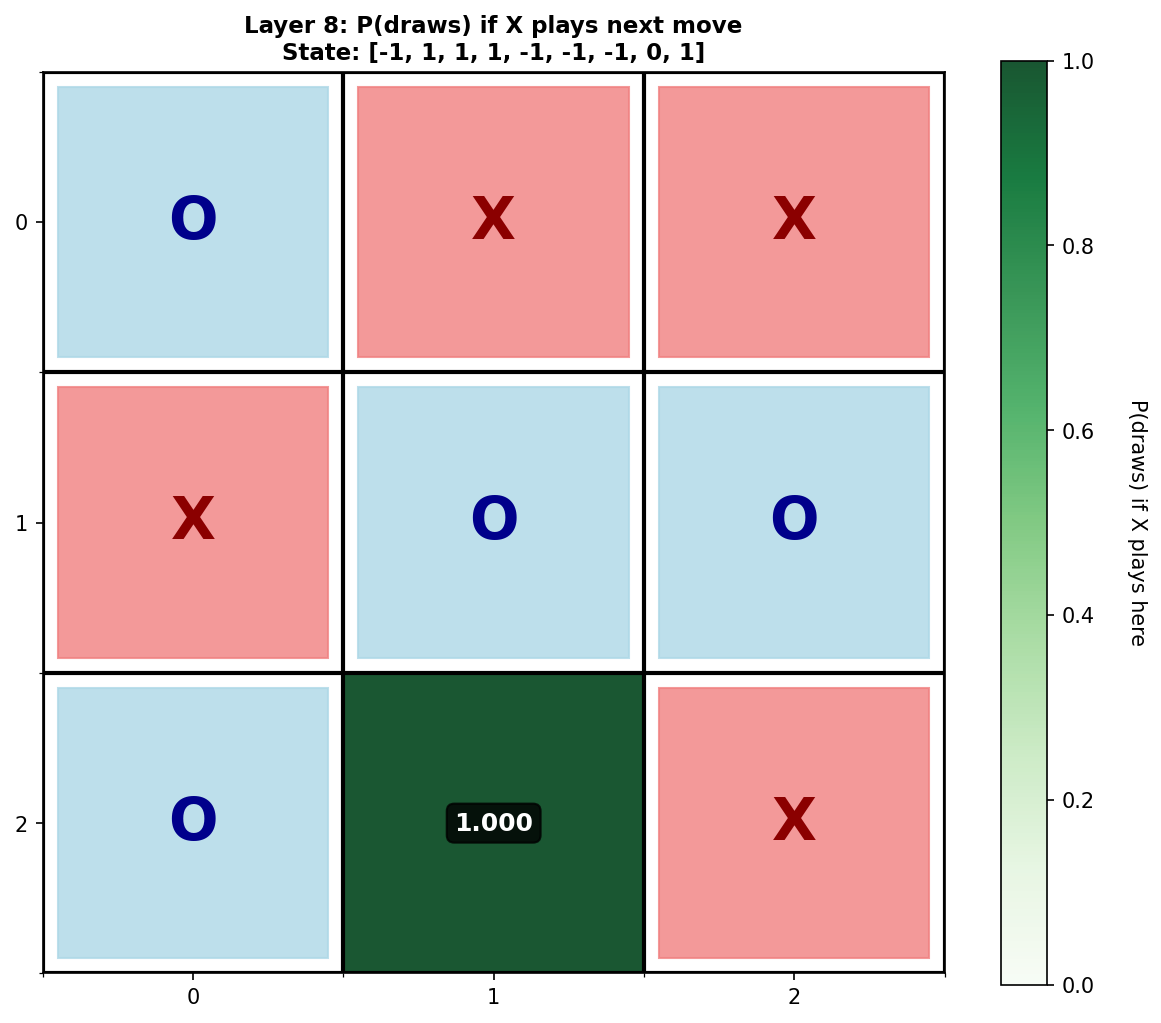 Layer 8: P(draws) if X plays next move
State: [-1, 1, 1, 1, -1, -1, -1, 0, 1]
O X X
X O O
O 1.000 X
0
1
2
0 1 2
1.0
0.8
0.6
0.4
0.2
0.0
P(draws) if X plays here